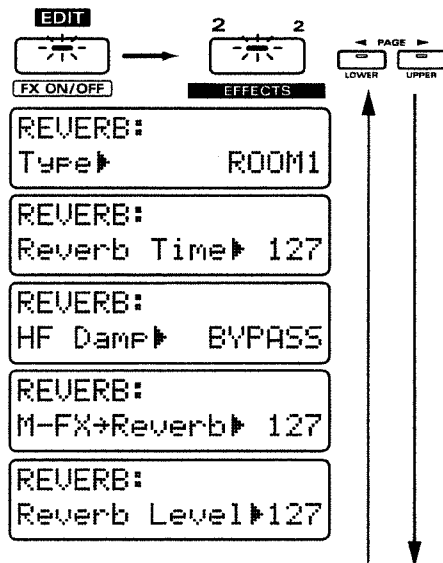 EDIT
2 2
◄ PAGE ►
LOWER UPPER
FX ON/OFF
EFFECTS
REVERB:
Type▶ ROOM1
REVERB:
Reverb Time▶ 127
REVERB:
HF Damp▶ BYPASS
REVERB:
M-FX→Reverb▶ 127
REVERB:
Reverb Level▶127